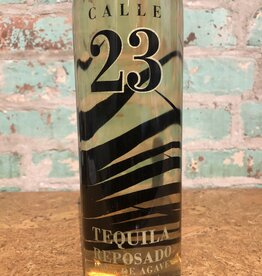 CALLE
23
TEQUILA
REPOSADO
DE AGAVE